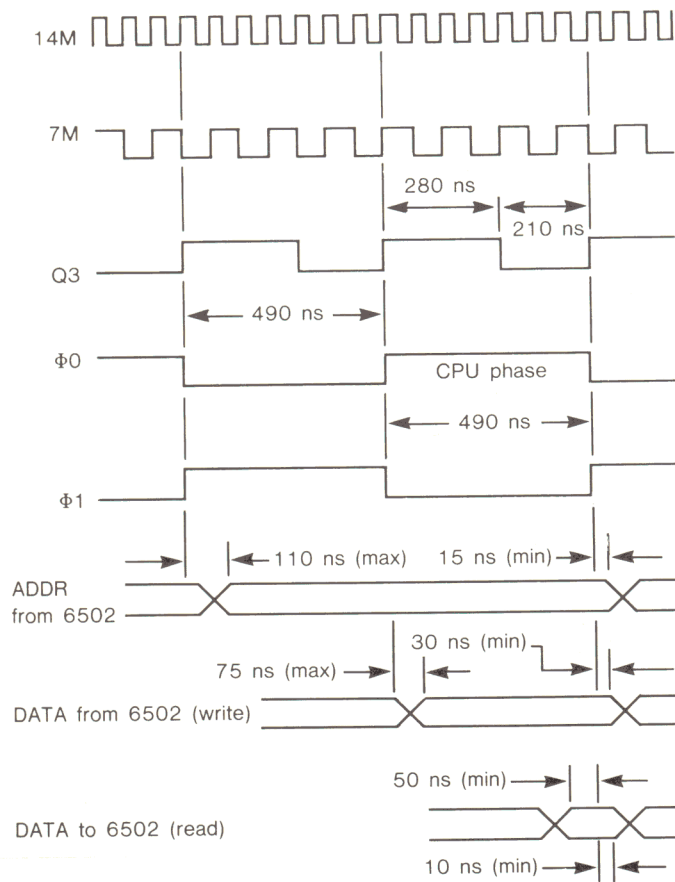 14M
7M
280 ns
210 ns
Q3
490 ns
Φ0
CPU phase
490 ns
Φ1
110 ns (max) 15 ns (min)
ADDR
from 6502
30 ns (min)
75 ns (max)
DATA from 6502 (write)
50 ns (min)
DATA to 6502 (read)
10 ns (min)